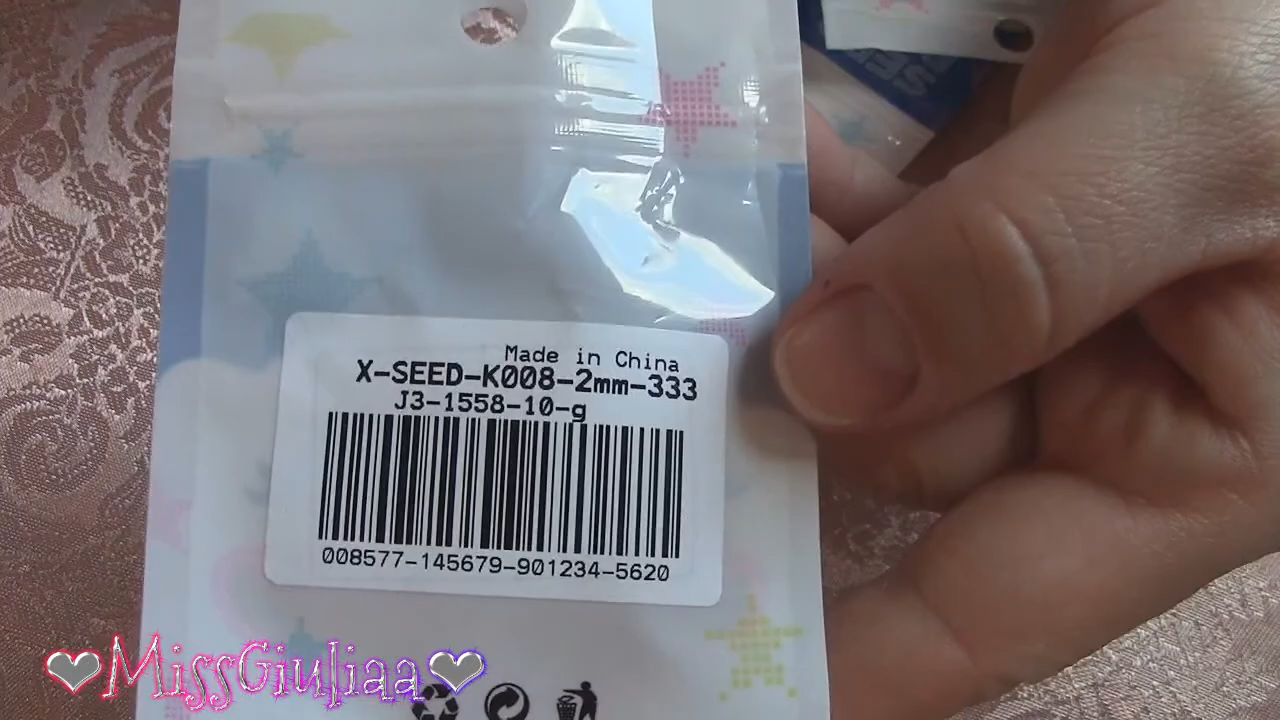 Made in China
X-SEED-K008-2mm-333
J3-1558-10-g
008577-145679-901234-5620
❤MissGiuliaa❤